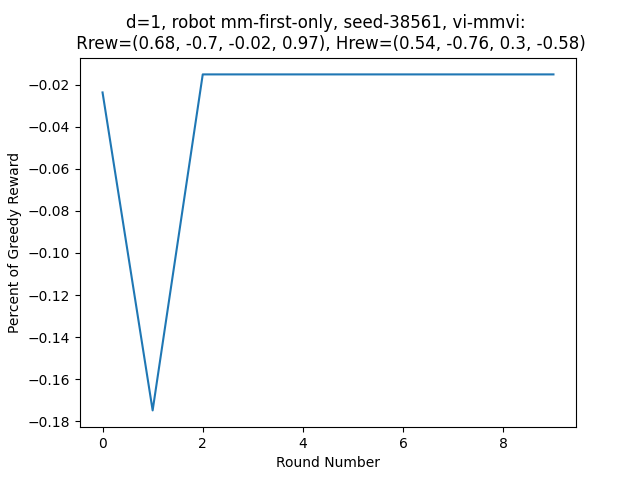 d=1, robot mm-first-only, seed-38561, vi-mmvi:
Rrew=(0.68, -0.7, -0.02, 0.97), Hrew=(0.54, -0.76, 0.3, -0.58)
−0.02
−0.04
−0.06
−0.08
−0.10
−0.12
−0.14
−0.16
−0.18
Percent of Greedy Reward
0 2 4 6 8
Round Number